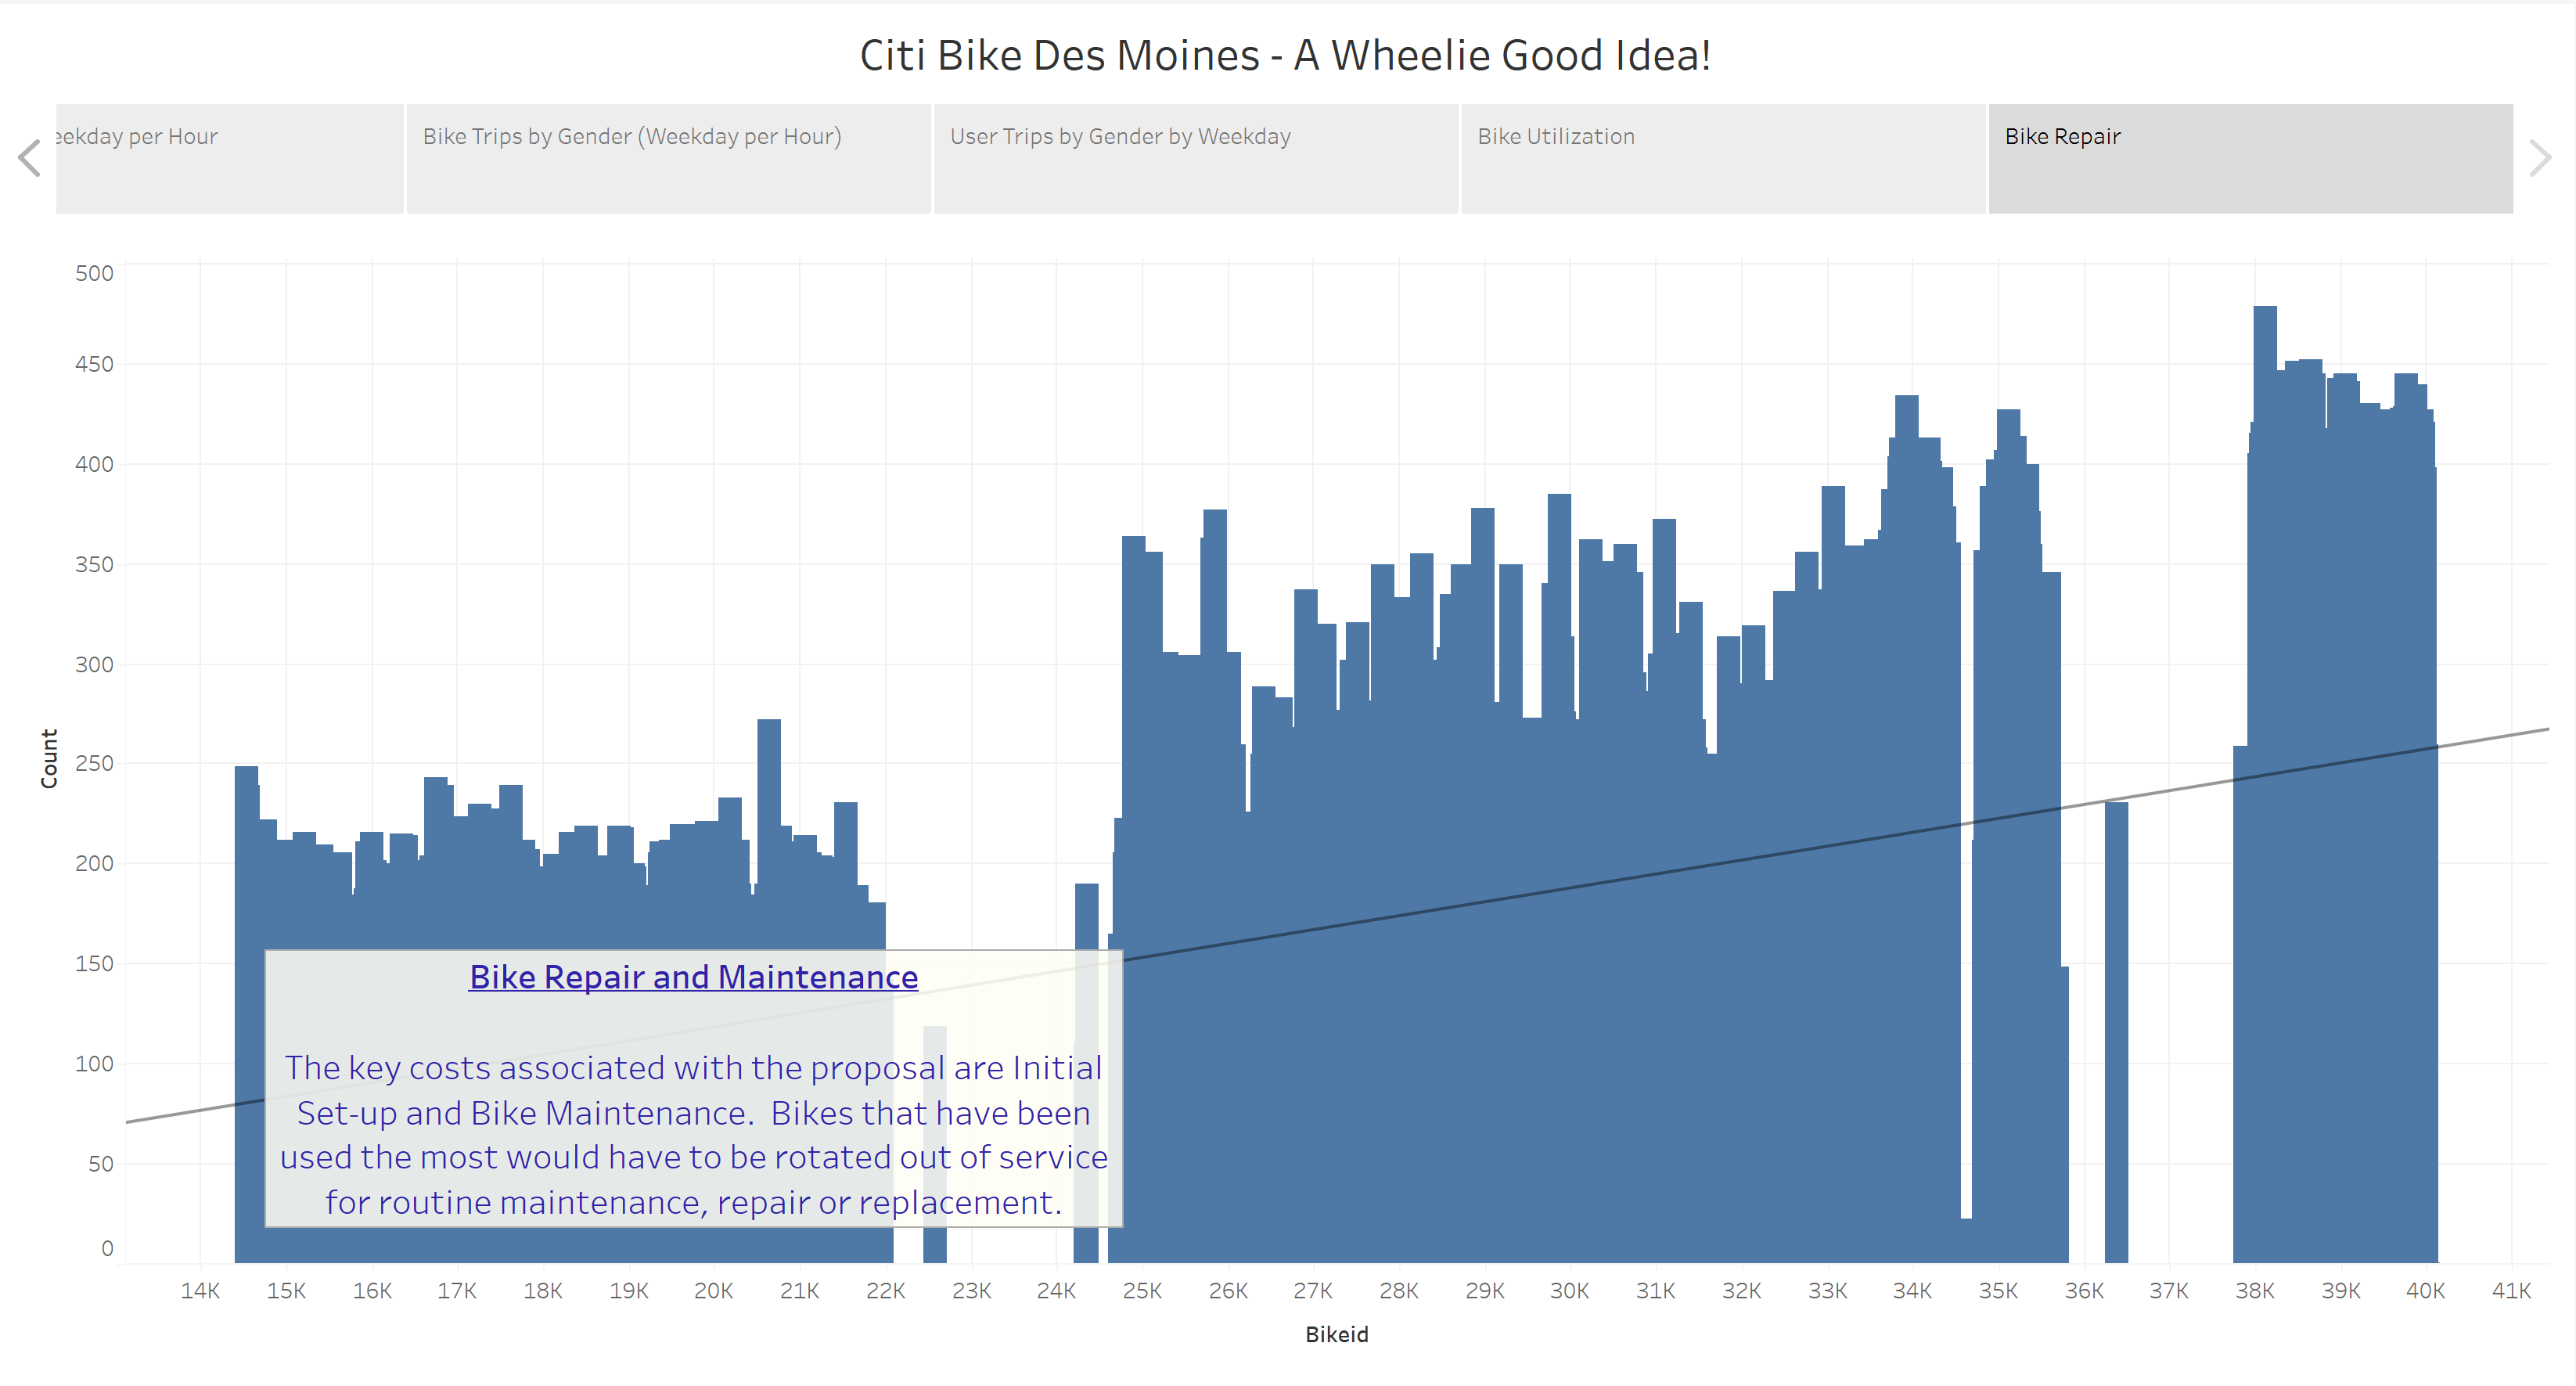 Citi Bike Des Moines - A Wheelie Good Idea!
eekday per Hour
Bike Trips by Gender (Weekday per Hour)
User Trips by Gender by Weekday
Bike Utilization
Bike Repair
500
450
400
350
300
250
200
150
100
50
0
Count
Bike Repair and Maintenance
The key costs associated with the proposal are Initial
Set-up and Bike Maintenance.  Bikes that have been
used the most would have to be rotated out of service
for routine maintenance, repair or replacement.
14K 15K 16K 17K 18K 19K 20K 21K 22K 23K 24K 25K 26K 27K 28K 29K 30K 31K 32K 33K 34K 35K 36K 37K 38K 39K 40K 41K
Bikeid